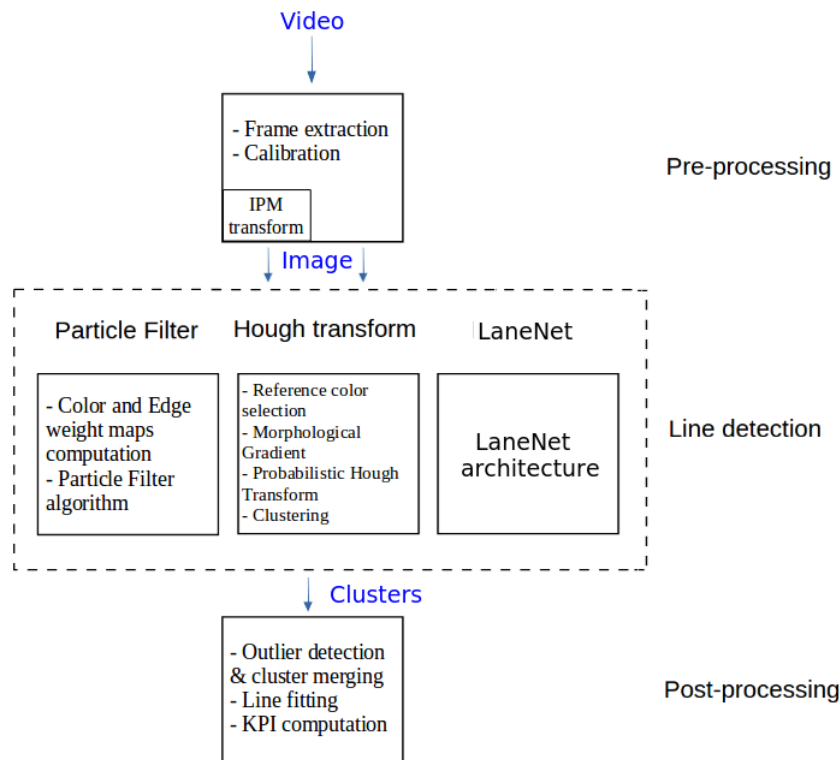 Video
- Frame extraction
- Calibration
IPM
transform
Pre-processing
Image
Particle Filter
Hough transform
LaneNet
- Color and Edge
weight maps
computation
- Particle Filter
algorithm
- Reference color
selection
- Morphological
Gradient
- Probabilistic Hough
Transform
- Clustering
LaneNet
architecture
Line detection
Clusters
- Outlier detection
& cluster merging
- Line fitting
- KPI computation
Post-processing